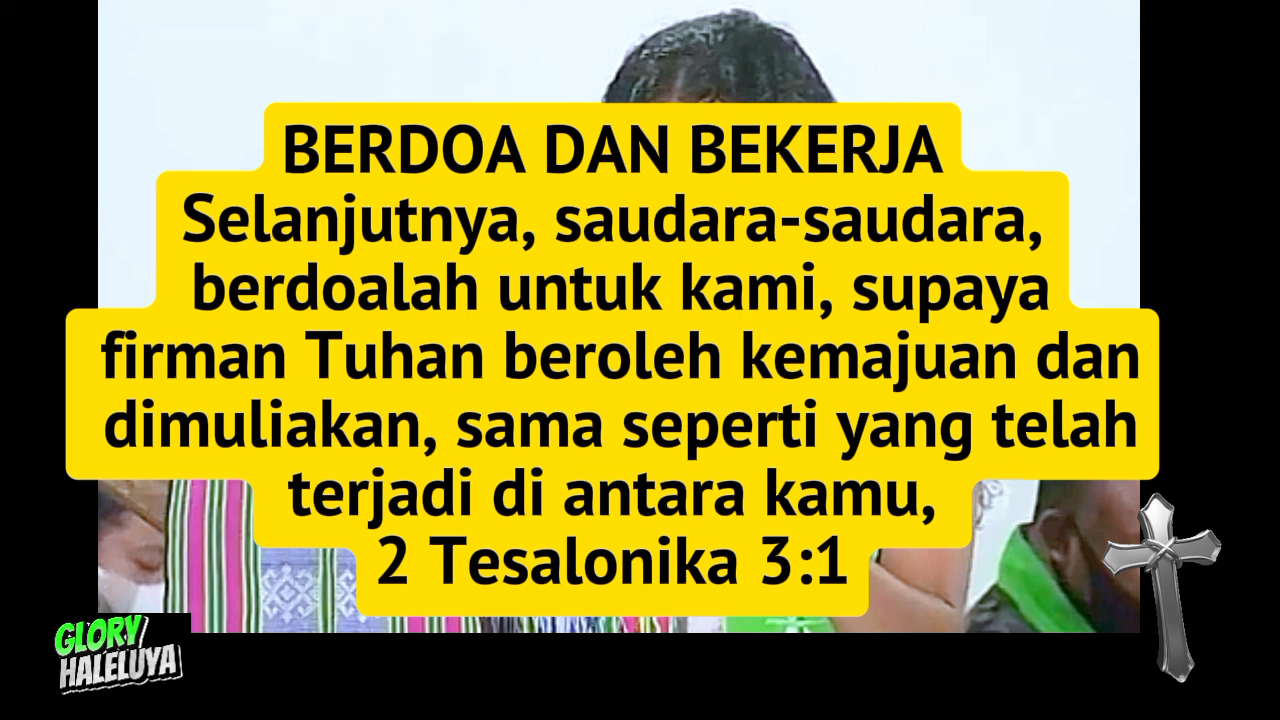 BERDOA DAN BEKERJA
Selanjutnya, saudara-saudara,
berdoalah untuk kami, supaya
firman Tuhan beroleh kemajuan dan
dimuliakan, sama seperti yang telah
terjadi di antara kamu,
2 Tesalonika 3:1
GLORY
HALELUYA